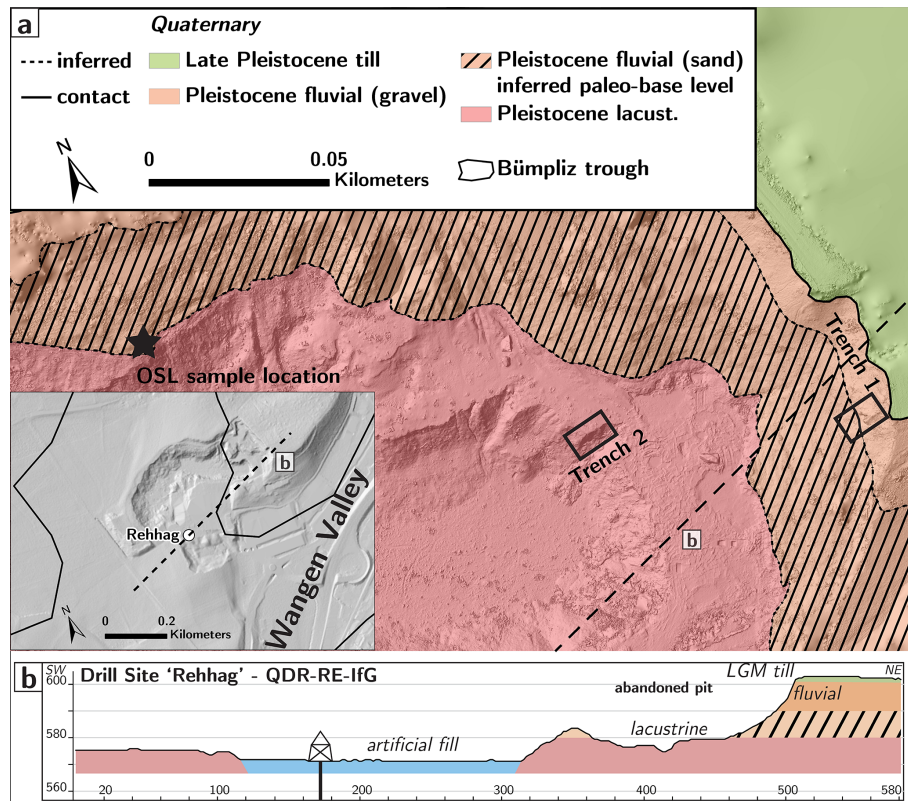 a
Quaternary
inferred
contact
Late Pleistocene till
Pleistocene fluvial (gravel)
Pleistocene fluvial (sand)
inferred paleo-base level
Pleistocene lacust.
N
0 0.05
Kilometers
Bümpliz trough
Trench 1
OSL sample location
Trench 2
b
b
Rehhag
Wangen Valley
N
0 0.2
Kilometers
b
SW
Drill Site 'Rehhag' - QDR-RE-IfG
LGM till
NE
600
abandoned pit
fluvial
580
artificial fill
lacustrine
560
20 100 200 300 400 500 580